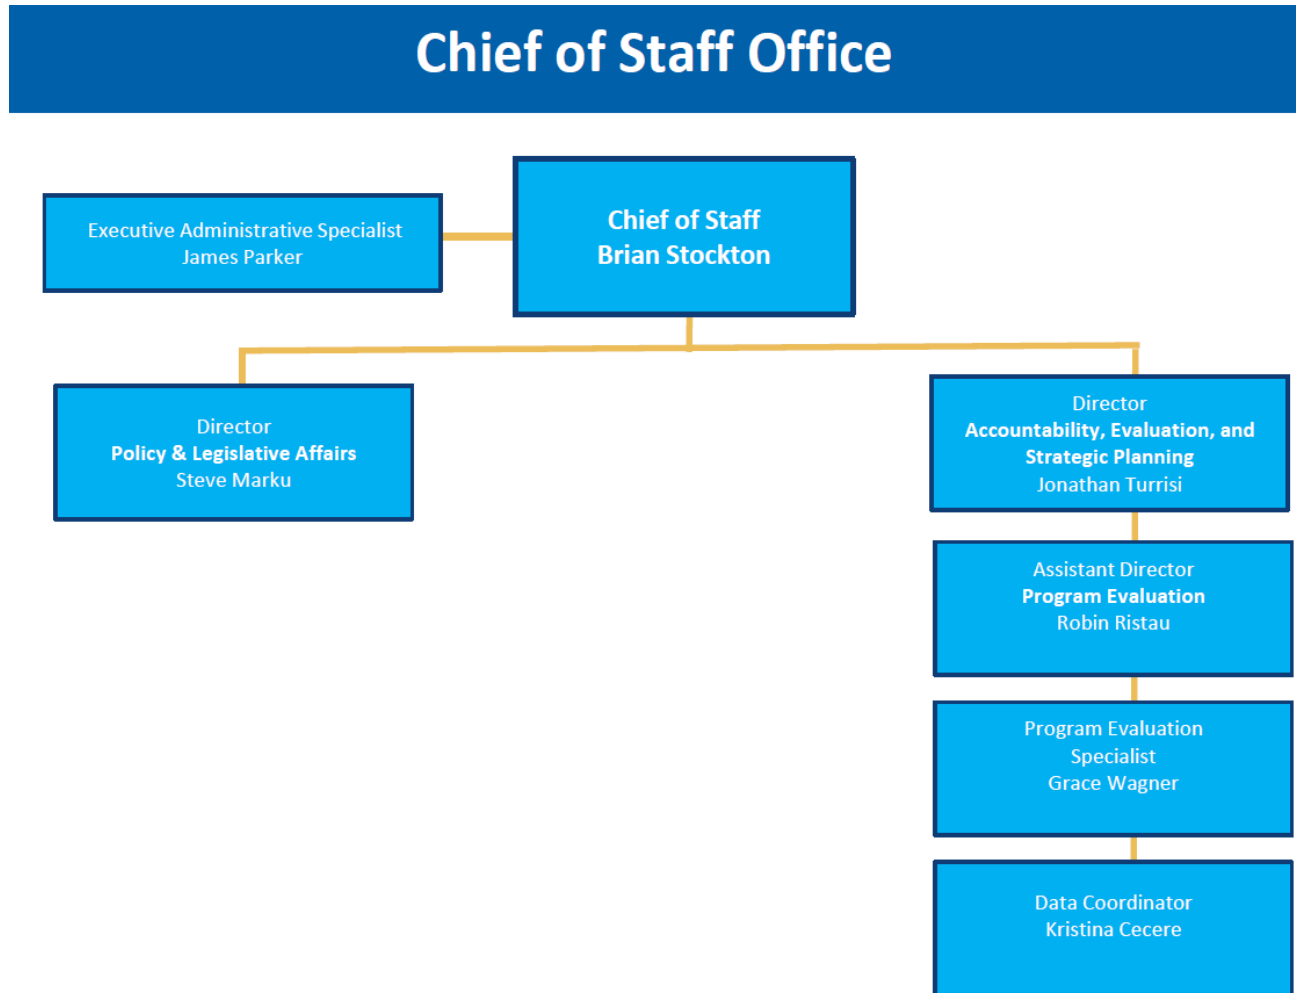 Chief of Staff Office
Executive Administrative Specialist
James Parker
Chief of Staff
Brian Stockton
Director
Policy & Legislative Affairs
Steve Marku
Director
Accountability, Evaluation, and
Strategic Planning
Jonathan Turrisi
Assistant Director
Program Evaluation
Robin Ristau
Program Evaluation
Specialist
Grace Wagner
Data Coordinator
Kristina Cecere